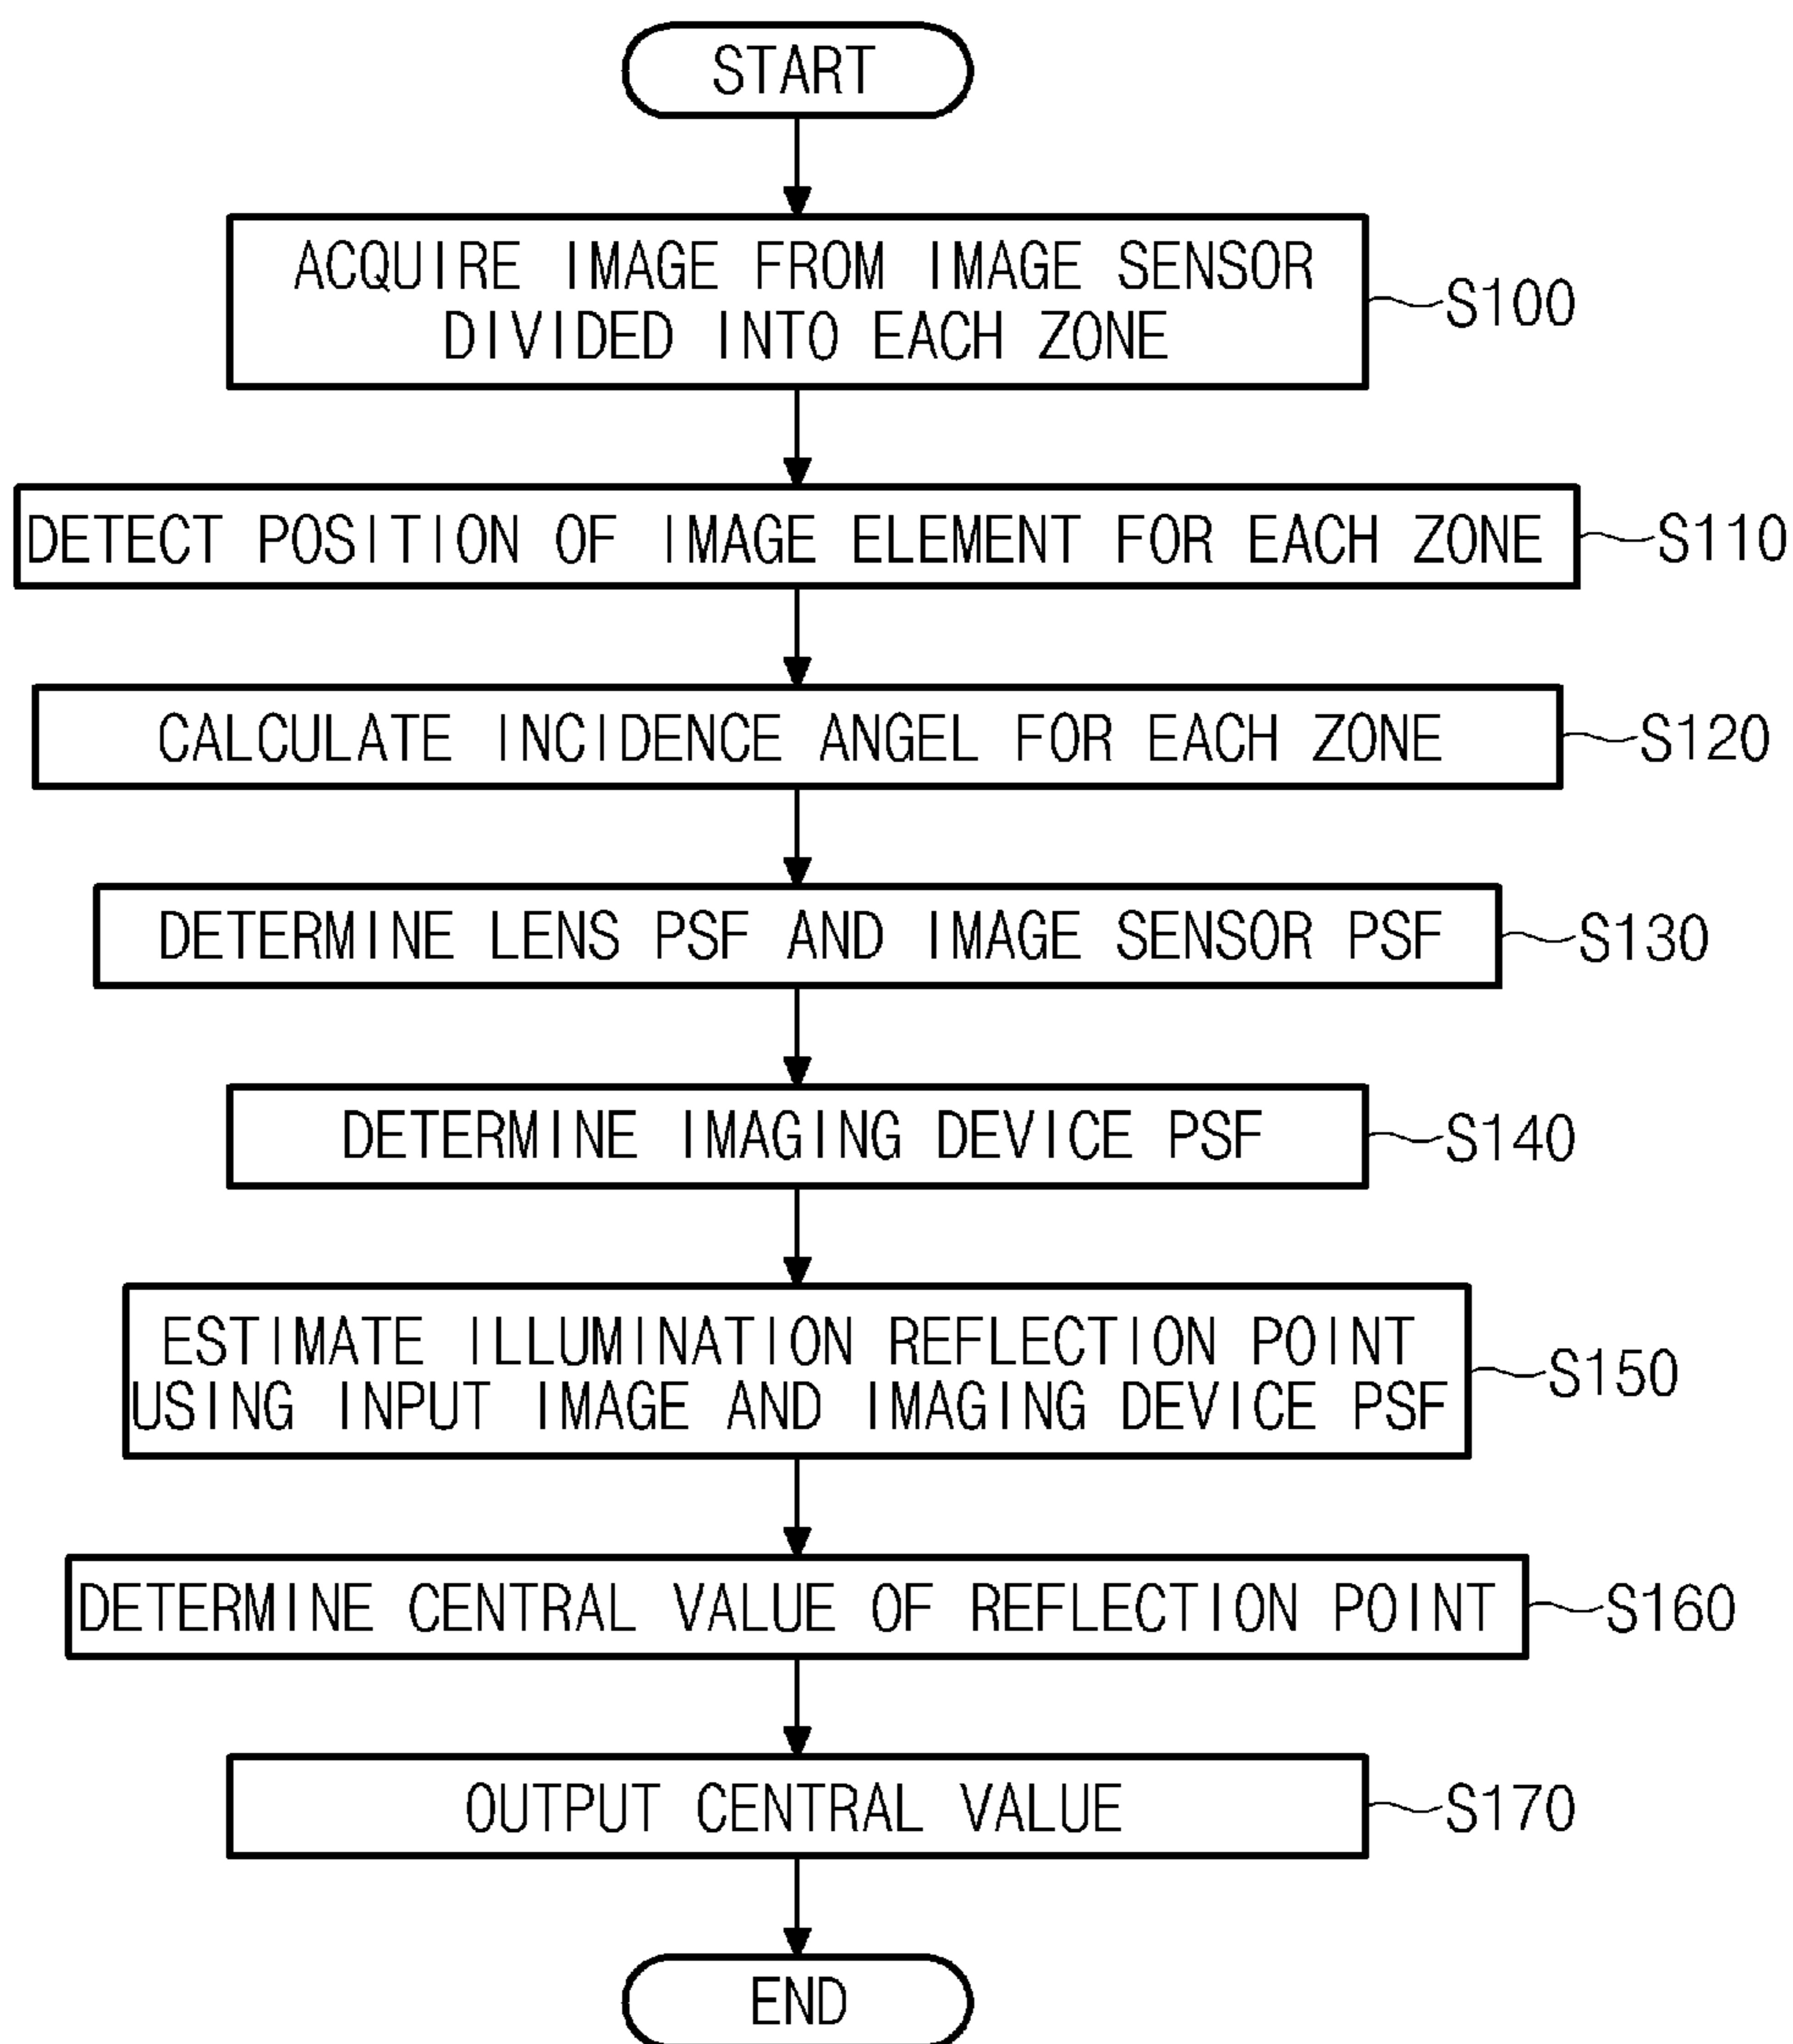 START
ACQUIRE IMAGE FROM IMAGE SENSOR
DIVIDED INTO EACH ZONE
S100
DETECT POSITION OF IMAGE ELEMENT FOR EACH ZONE
S110
CALCULATE INCIDENCE ANGEL FOR EACH ZONE
S120
DETERMINE LENS PSF AND IMAGE SENSOR PSF
S130
DETERMINE IMAGING DEVICE PSF
S140
ESTIMATE ILLUMINATION REFLECTION POINT
USING INPUT IMAGE AND IMAGING DEVICE PSF
S150
DETERMINE CENTRAL VALUE OF REFLECTION POINT
S160
OUTPUT CENTRAL VALUE
S170
END